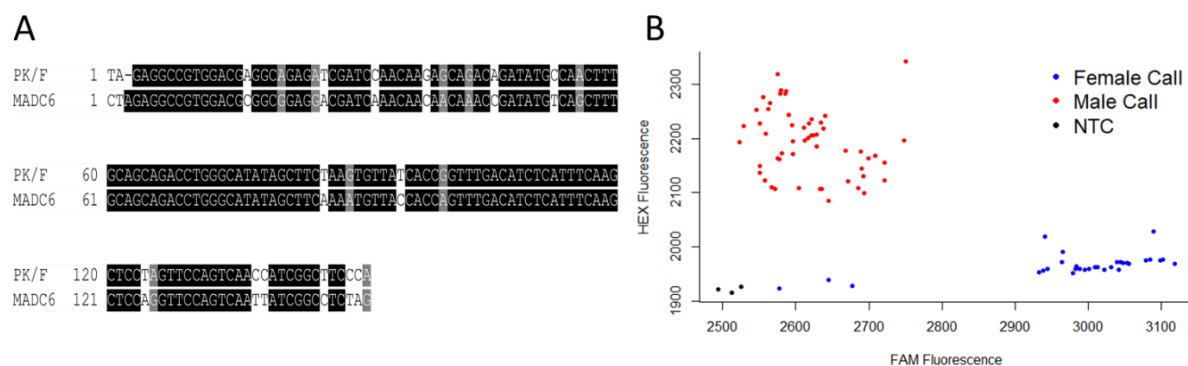 A
PK/F 1 TA-GAGGCCGTGGACGAGGCAGAGATCGATCCAACAAGAGCAGACAGATATGCCAACTTT
MADC6 1 CTAGAGGCCGTGGACGCGGCGGAGGACGATCAAACAACAACAAACCGATATGTCAGCTTT
PK/F 60 GCAGCAGACCTGGGCATATAGCTTCTAAGTGTTATCACCGGTTTGACATCTCATTTCAAG
MADC6 61 GCAGCAGACCTGGGCATATAGCTTCAAAATGTTACCACCAGTTTGACATCTCATTTCAAG
PK/F 120 CTCCTAGTTCCAGTCAACCATCGGCTTCCCA
MADC6 121 CTCCAGGTTCCAGTCAATTATCGGCCTCTAG
B
HEX Fluorescence
2300
2200
2100
2000
1900
Female Call
Male Call
NTC
2500 2600 2700 2800 2900 3000 3100
FAM Fluorescence